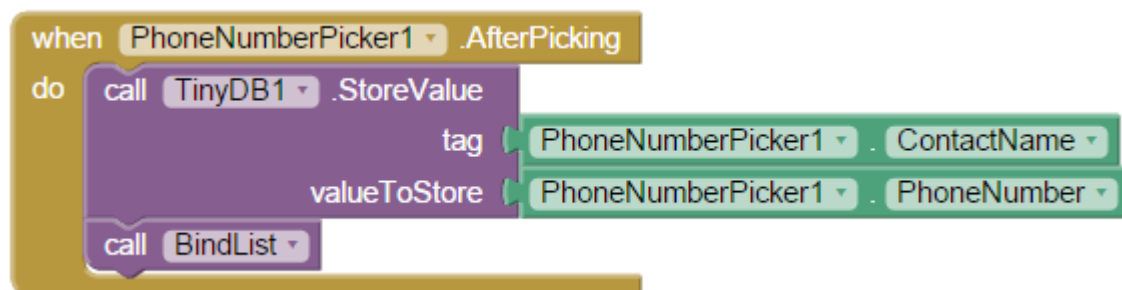 when PhoneNumberPicker1 .AfterPicking
do call TinyDB1 .StoreValue
tag PhoneNumberPicker1 . ContactName
valueToStore PhoneNumberPicker1 . PhoneNumber
call BindList